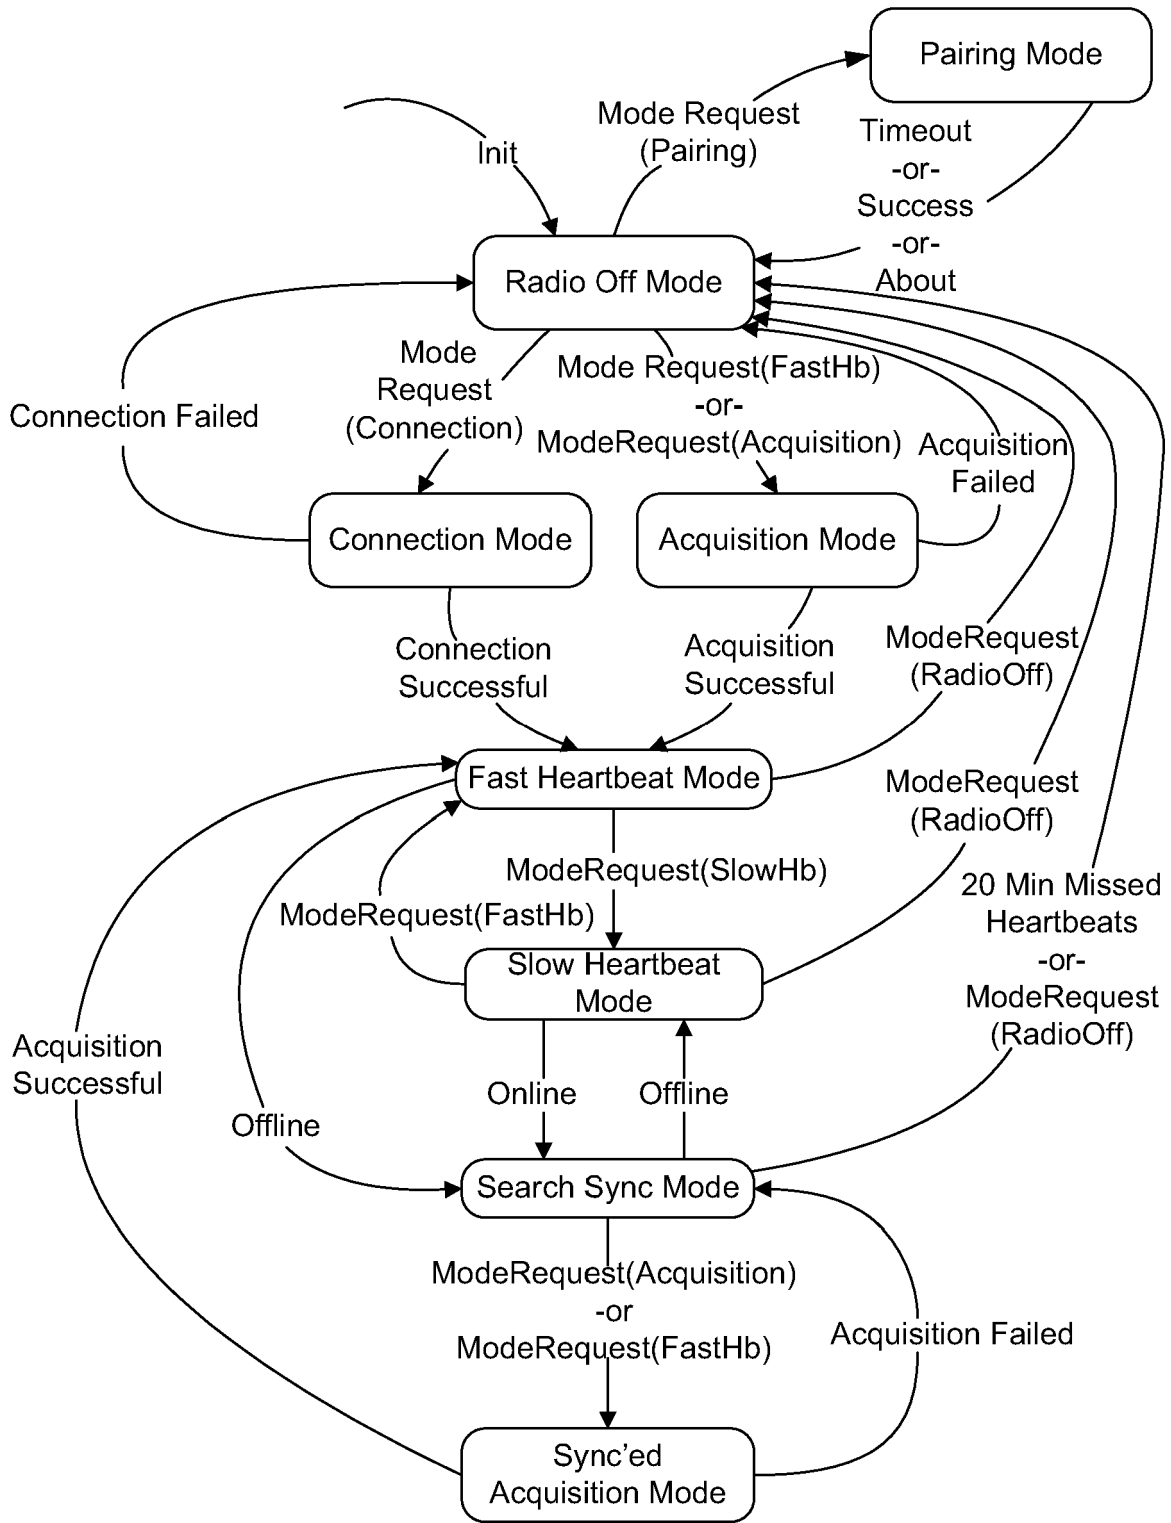 Pairing Mode
Mode Request
(Pairing)
Timeout
-or-
Success
-or-
About
Init
Radio Off Mode
Mode
Request
(Connection)
Mode Request(FastHb)
-or-
ModeRequest(Acquisition)
Connection Failed
Acquisition
Failed
Connection Mode
Acquisition Mode
Connection
Successful
Acquisition
Successful
ModeRequest
(RadioOff)
Fast Heartbeat Mode
ModeRequest
(RadioOff)
ModeRequest(SlowHb)
ModeRequest(FastHb)
20 Min Missed
Heartbeats
-or-
ModeRequest
(RadioOff)
Slow Heartbeat
Mode
Acquisition
Successful
Offline
Online
Offline
Search Sync Mode
ModeRequest(Acquisition)
-or
ModeRequest(FastHb)
Acquisition Failed
Sync’ed
Acquisition Mode